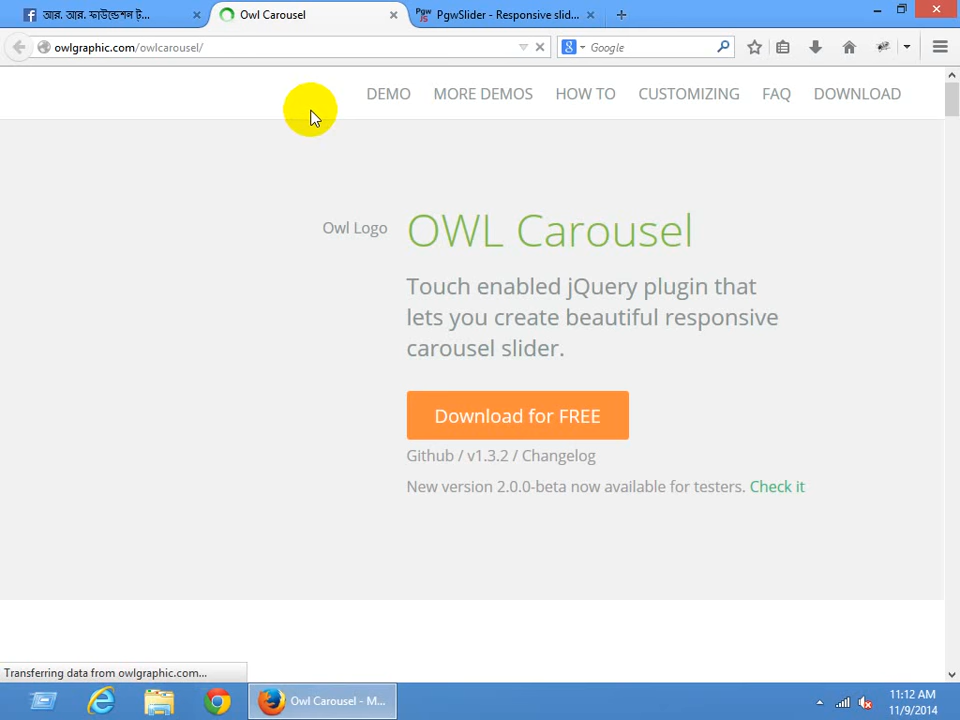 আর. আর. ফাউন্ডেশন ট্...
Owl Carousel
PgwSlider - Responsive slid...
owlgraphic.com/owlcarousel/
Google
DEMO
MORE DEMOS
HOW TO
CUSTOMIZING
FAQ
DOWNLOAD
Owl Logo
OWL Carousel
Touch enabled jQuery plugin that
lets you create beautiful responsive
carousel slider.
Download for FREE
Github / v1.3.2 / Changelog
New version 2.0.0-beta now available for testers. Check it
Transferring data from owlgraphic.com...
Owl Carousel - M...
11:12 AM
11/9/2014